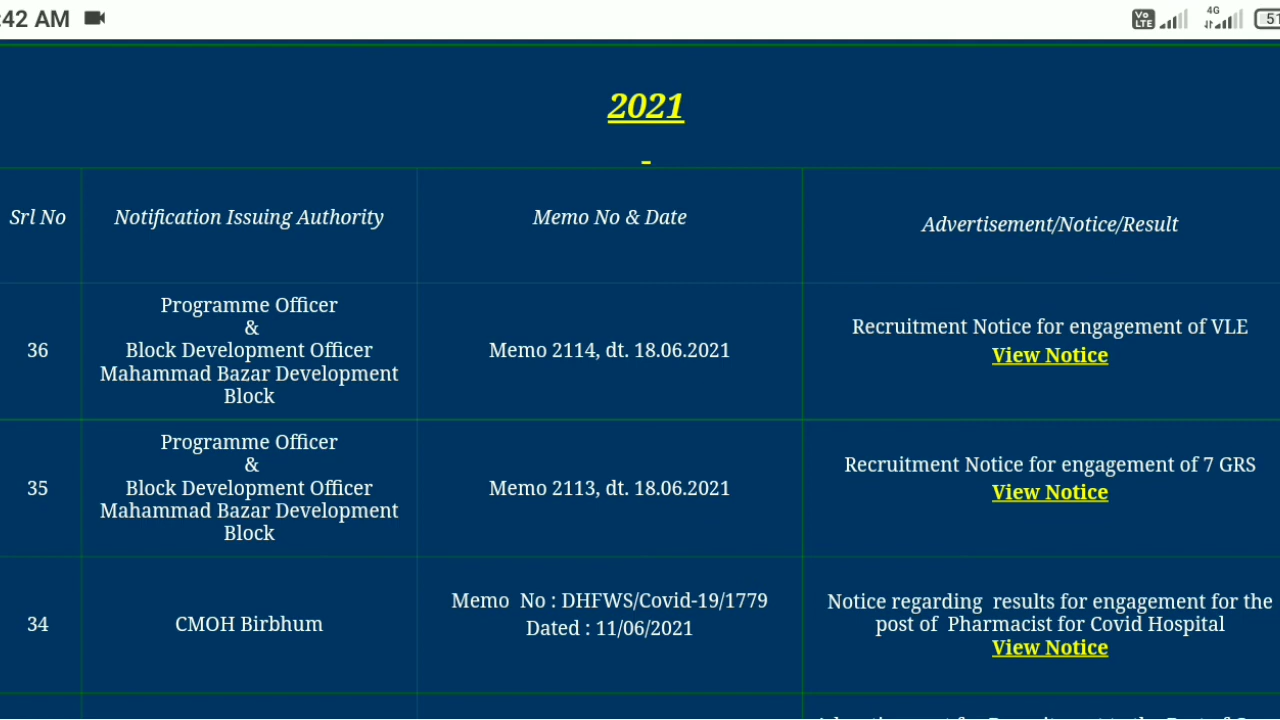 :42 AM
Vo LTE
4G
51
2021
-
Srl No
Notification Issuing Authority
Memo No & Date
Advertisement/Notice/Result
36
Programme Officer
&
Block Development Officer
Mahammad Bazar Development
Block
Memo 2114, dt. 18.06.2021
Recruitment Notice for engagement of VLE
View Notice
35
Programme Officer
&
Block Development Officer
Mahammad Bazar Development
Block
Memo 2113, dt. 18.06.2021
Recruitment Notice for engagement of 7 GRS
View Notice
34
CMOH Birbhum
Memo No : DHFWS/Covid-19/1779
Dated : 11/06/2021
Notice regarding results for engagement for the
post of Pharmacist for Covid Hospital
View Notice